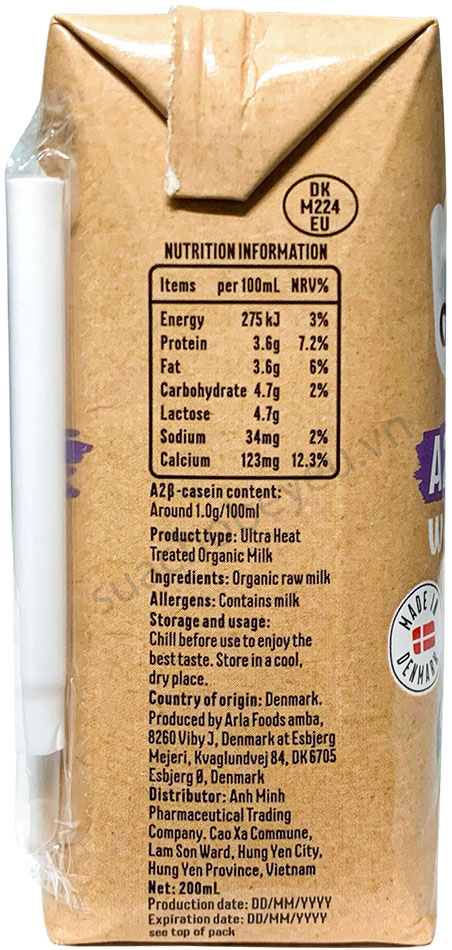 DK
M224
EU
NUTRITION INFORMATION
Items per 100mL NRV%
Energy 275 kJ 3%
Protein 3.6g 7.2%
Fat 3.6g 6%
Carbohydrate 4.7g 2%
Lactose 4.7g
Sodium 34mg 2%
Calcium 123mg 12.3%
A2β-casein content:
Around 1.0g/100ml
Product type: Ultra Heat
Treated Organic Milk
Ingredients: Organic raw milk
Allergens: Contains milk
Storage and usage:
Chill before use to enjoy the
best taste. Store in a cool,
dry place.
Country of origin: Denmark.
Produced by Arla Foods amba,
8260 Viby J, Denmark at Esbjerg
Mejeri, Kvaglundvej 84, DK 6705
Esbjerg Ø, Denmark
Distributor: Anh Minh
Pharmaceutical Trading
Company. Cao Xa Commune,
Lam Son Ward, Hung Yen City,
Hung Yen Province, Vietnam
Net: 200mL
Production date: DD/MM/YYYY
Expiration date: DD/MM/YYYY
see top of pack
MADE IN
DENMARK